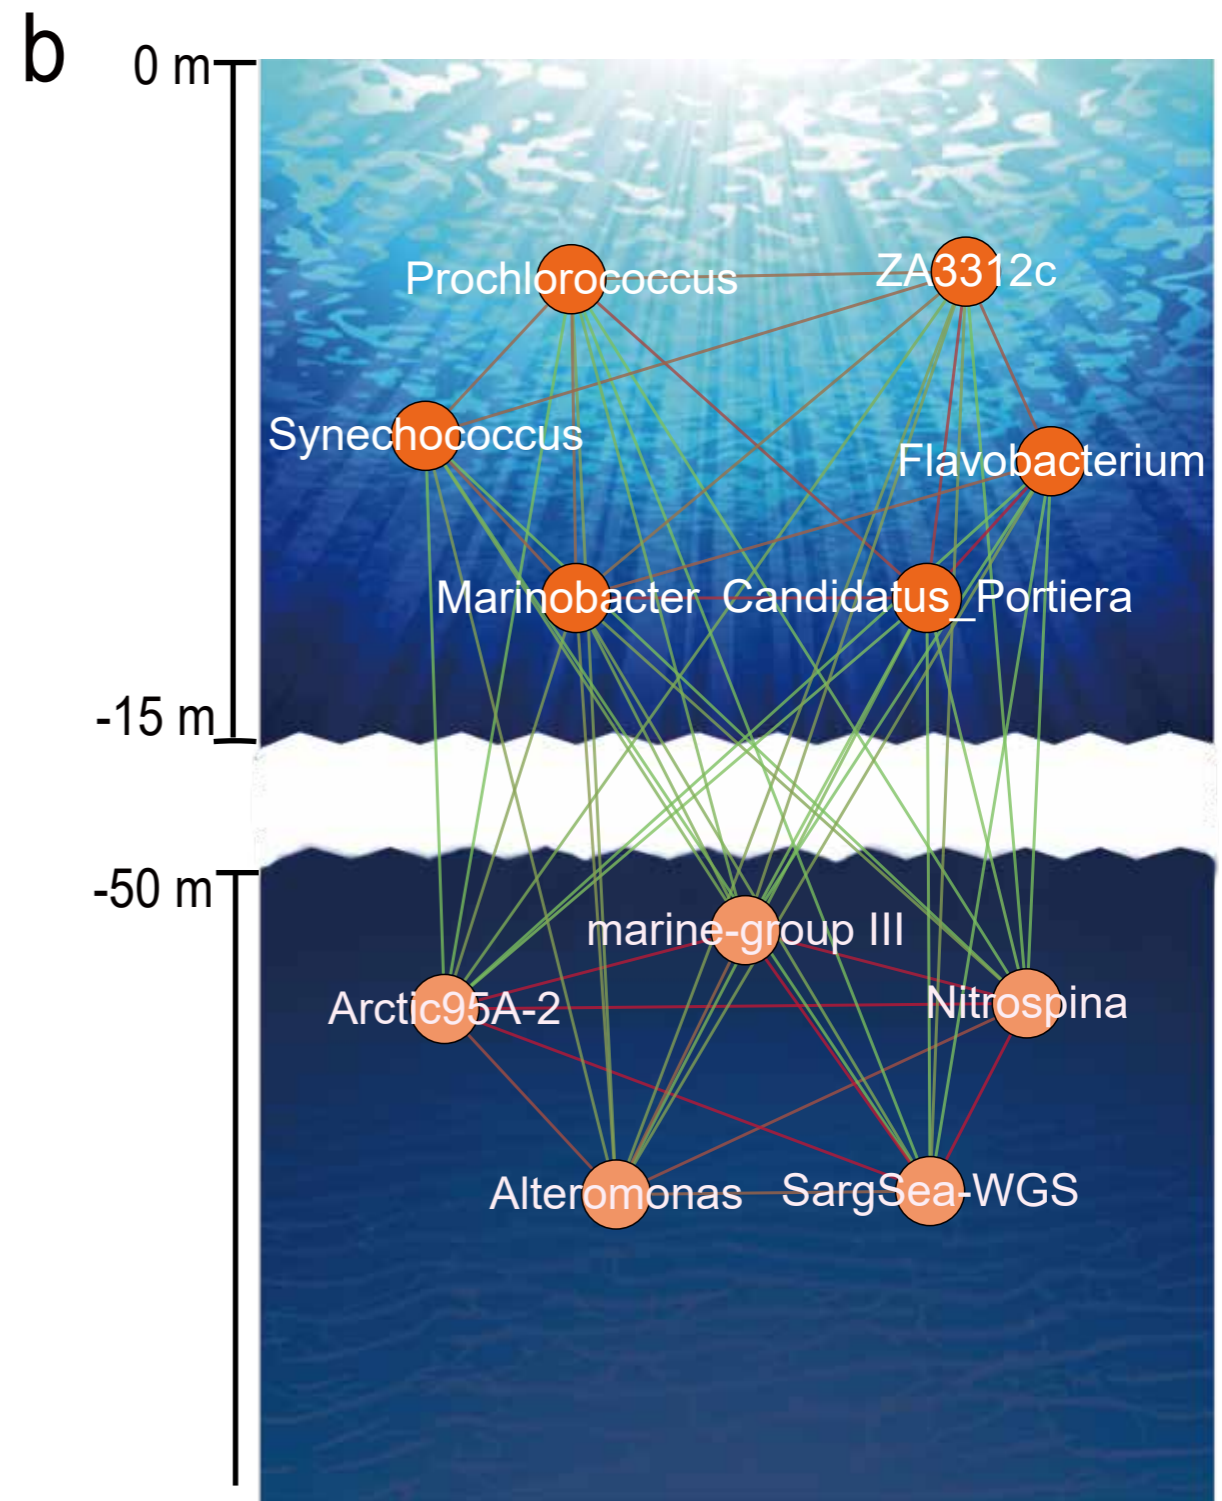 b
0 m
Prochlorococcus
ZA3312c
Synechococcus
Flavobacterium
Marinobacter
Candidatus_Portiera
-15 m
-50 m
marine-group III
Arctic95A-2
Nitrospina
Alteromonas
SargSea-WGS